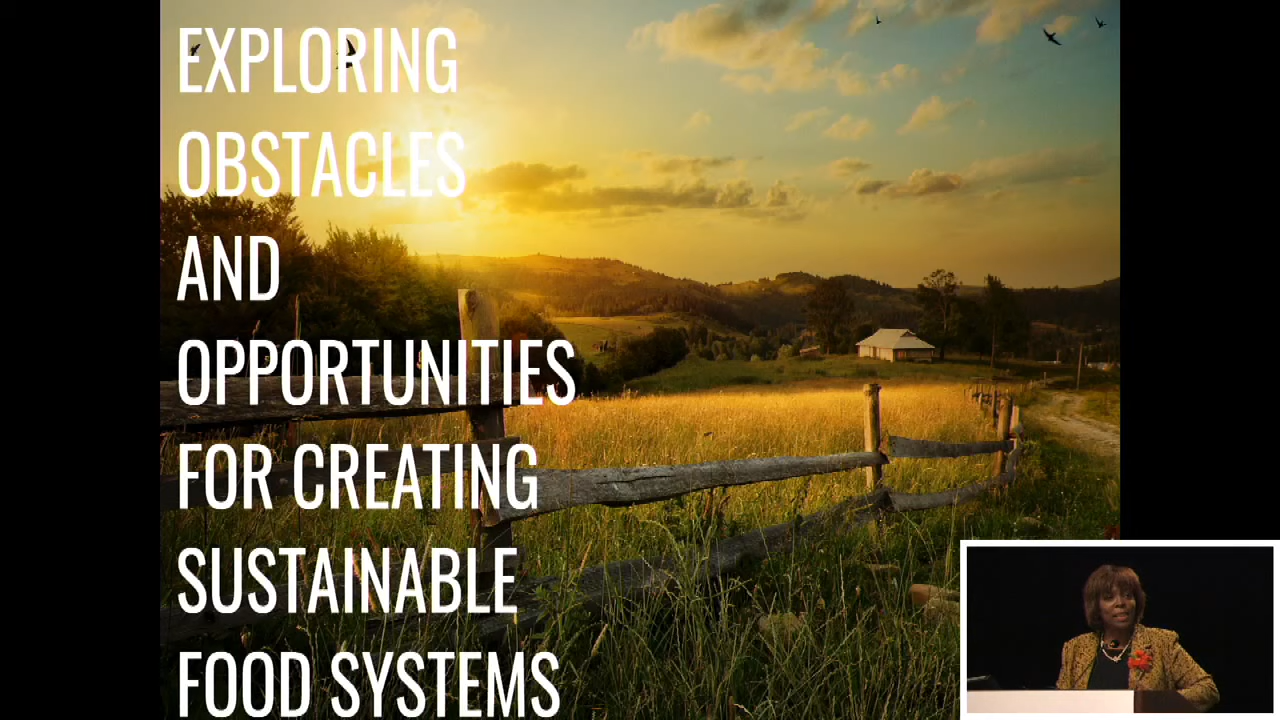 EXPLORING
OBSTACLES
AND
OPPORTUNITIES
FOR CREATING
SUSTAINABLE
FOOD SYSTEMS